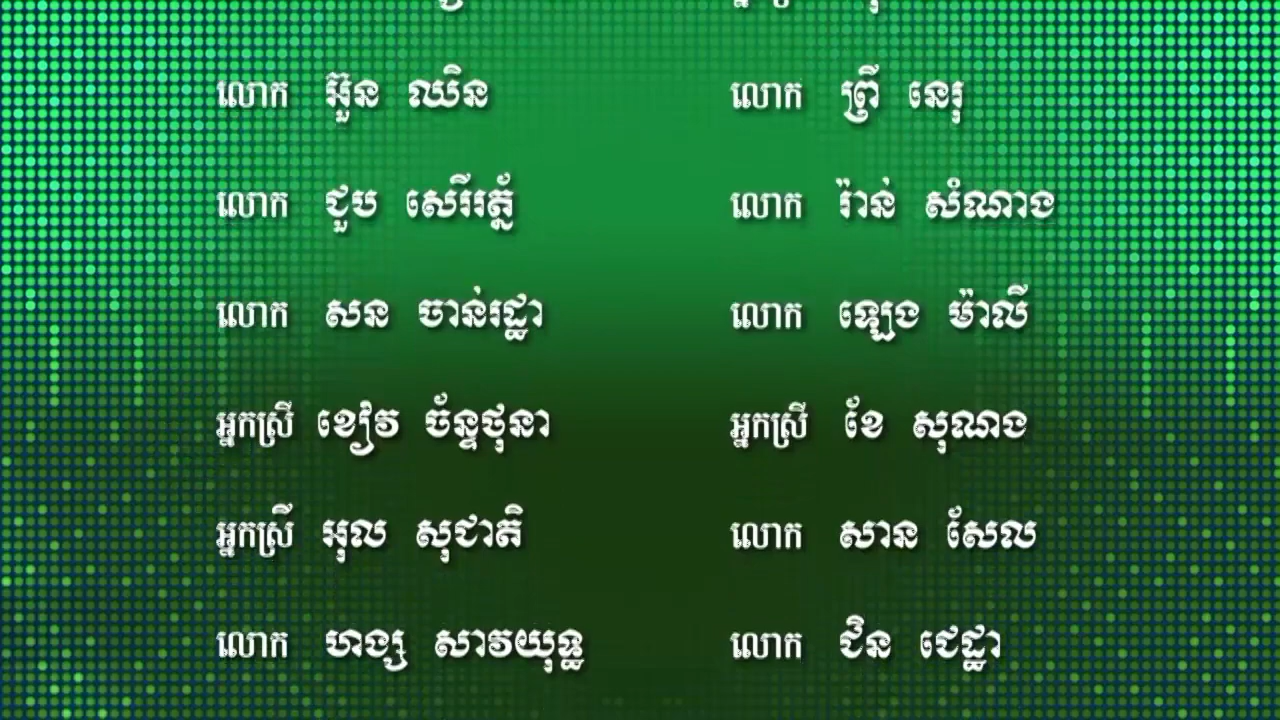 លោក អ៊ួន ឈិន លោក ព្រី នេរុ
លោក ជួប សេរីរត្ន័ លោក រ៉ាន់ សំណាង
លោក សន ចាន់រដ្ឋា លោក ឡេង ម៉ាលី
អ្នកស្រី ខៀវ ច័ន្ទថុនា អ្នកស្រី ខែ សុណង
អ្នកស្រី អុល សុជាតិ លោក សាន សែល
លោក ហង្ស សាវយុទ្ធ លោក ជិន ជេដ្ឋា